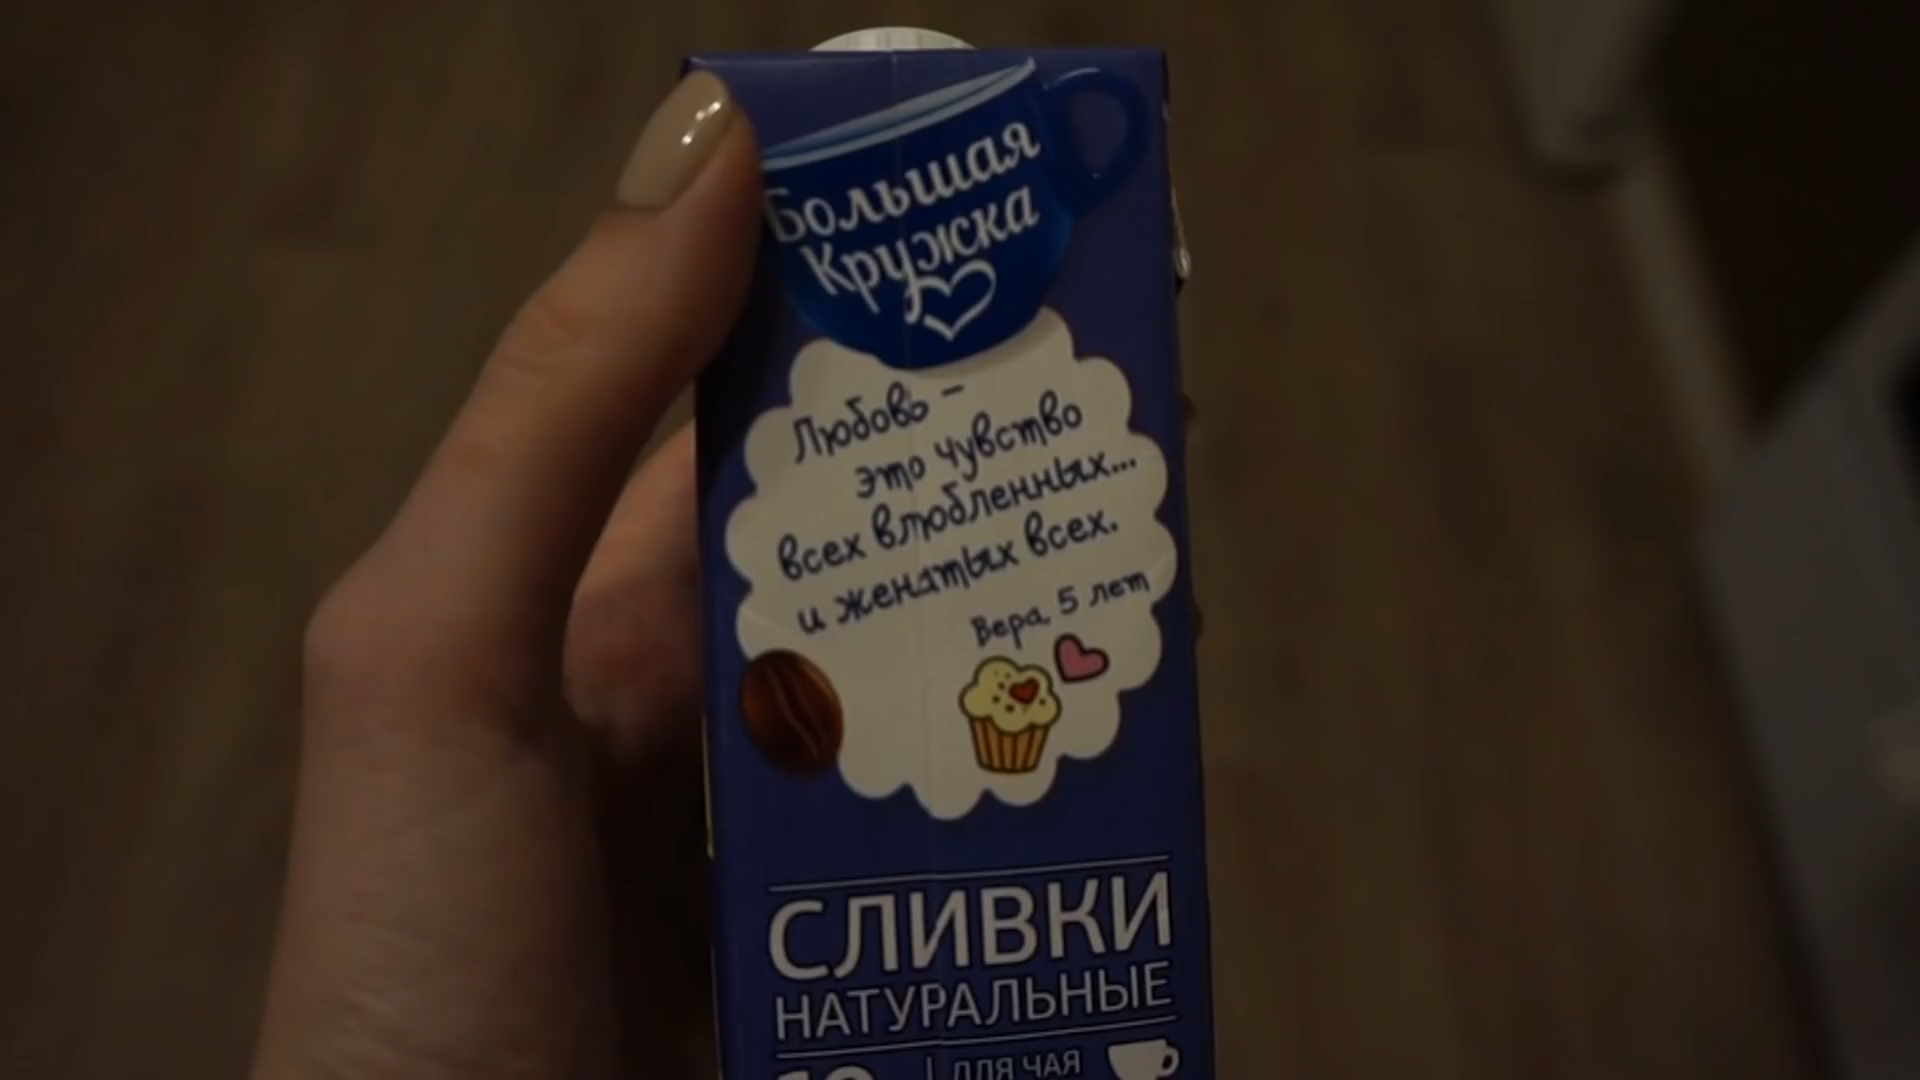 Большая
Кружка
Любовь –
это чувство
всех влюбленных...
и женатых всех.
Вера, 5 лет
СЛИВКИ
НАТУРАЛЬНЫЕ
ДЛЯ ЧАЯ